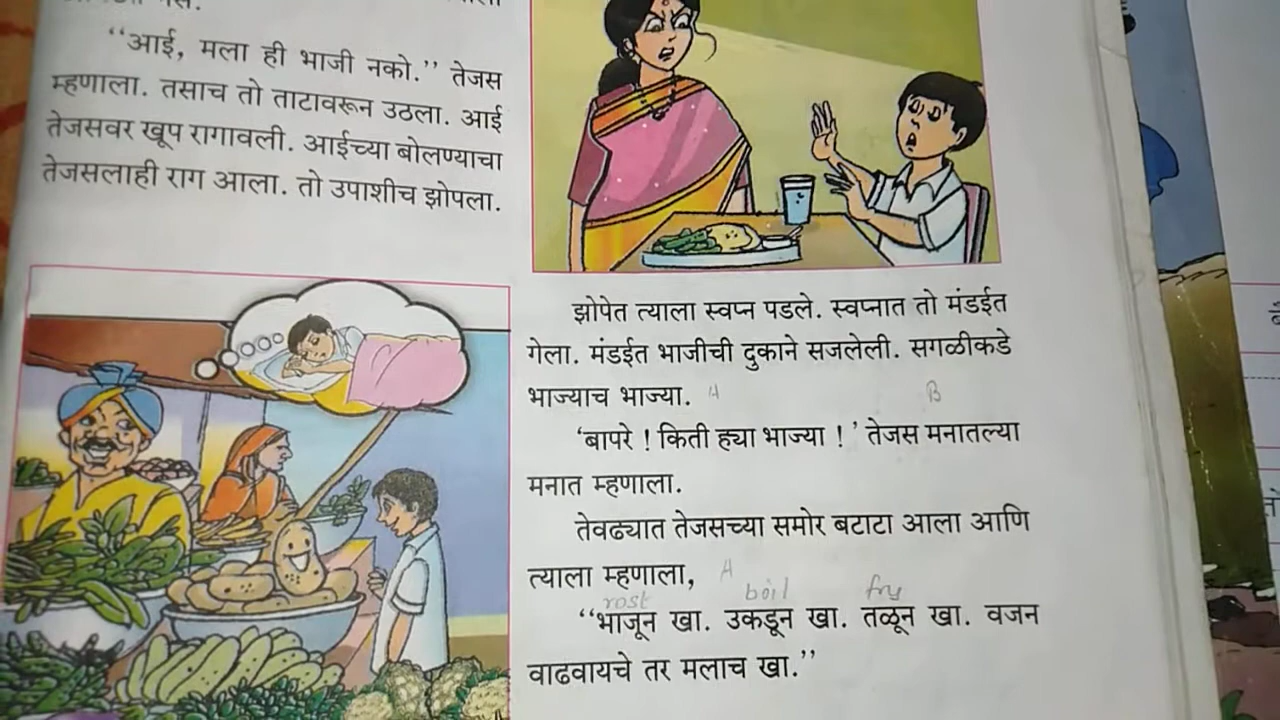 “आई, मला ही भाजी नको.” तेजस
म्हणाला. तसाच तो ताटावरून उठला. आई
तेजसवर खूप रागावली. आईच्या बोलण्याचा
तेजसलाही राग आला. तो उपाशीच झोपला.
झोपेत त्याला स्वप्न पडले. स्वप्नात तो मंडईत
गेला. मंडईत भाजीची दुकाने सजलेली. सगळीकडे
भाज्याच भाज्या. A B
‘बापरे ! किती ह्या भाज्या ! ’ तेजस मनातल्या
मनात म्हणाला.
तेवढ्यात तेजसच्या समोर बटाटा आला आणि
त्याला म्हणाला, A
rost boil fry
“भाजून खा. उकडून खा. तळून खा. वजन
वाढवायचे तर मलाच खा.”